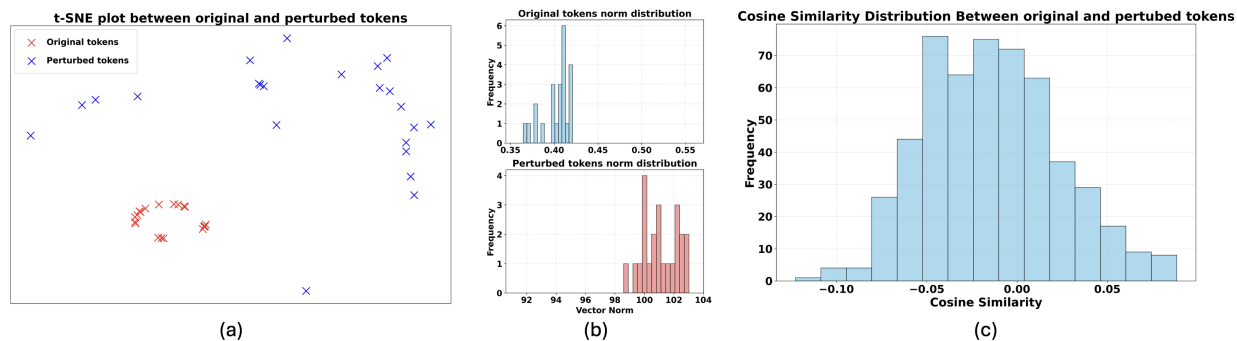 t-SNE plot between original and perturbed tokens
Original tokens
Perturbed tokens
(a)
Original tokens norm distribution
Frequency
6
5
4
3
2
1
0
0.35 0.40 0.45 0.50 0.55
Perturbed tokens norm distribution
Frequency
4
3
2
1
0
92 94 96 98 100 102 104
Vector Norm
(b)
Cosine Similarity Distribution Between original and pertubed tokens
Frequency
70
60
50
40
30
20
10
0
−0.10 −0.05 0.00 0.05
Cosine Similarity
(c)